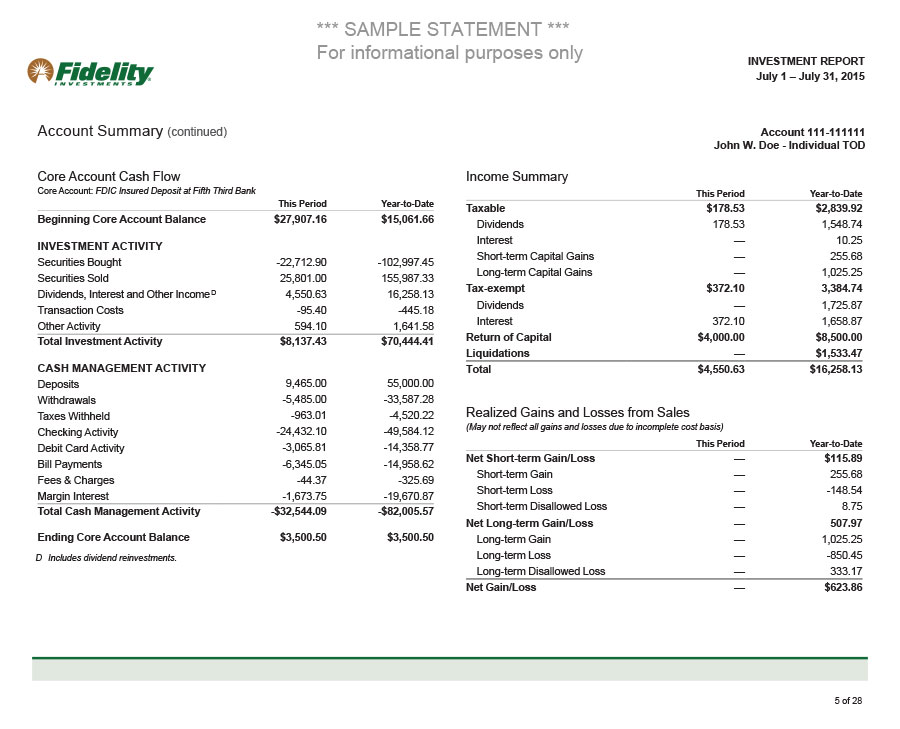 *** SAMPLE STATEMENT ***
For informational purposes only
Fidelity
INVESTMENTS
INVESTMENT REPORT
July 1 – July 31, 2015
Account Summary (continued)
Account 111-111111
John W. Doe - Individual TOD
Core Account Cash Flow
Core Account: FDIC Insured Deposit at Fifth Third Bank
This Period Year-to-Date
Beginning Core Account Balance $27,907.16 $15,061.66
INVESTMENT ACTIVITY
Securities Bought -22,712.90 -102,997.45
Securities Sold 25,801.00 155,987.33
Dividends, Interest and Other Income D 4,550.63 16,258.13
Transaction Costs -95.40 -445.18
Other Activity 594.10 1,641.58
Total Investment Activity $8,137.43 $70,444.41
CASH MANAGEMENT ACTIVITY
Deposits 9,465.00 55,000.00
Withdrawals -5,485.00 -33,587.28
Taxes Withheld -963.01 -4,520.22
Checking Activity -24,432.10 -49,584.12
Debit Card Activity -3,065.81 -14,358.77
Bill Payments -6,345.05 -14,958.62
Fees & Charges -44.37 -325.69
Margin Interest -1,673.75 -19,670.87
Total Cash Management Activity -$32,544.09 -$82,005.57
Ending Core Account Balance $3,500.50 $3,500.50
D Includes dividend reinvestments.
Income Summary
This Period Year-to-Date
Taxable $178.53 $2,839.92
Dividends 178.53 1,548.74
Interest — 10.25
Short-term Capital Gains — 255.68
Long-term Capital Gains — 1,025.25
Tax-exempt $372.10 3,384.74
Dividends — 1,725.87
Interest 372.10 1,658.87
Return of Capital $4,000.00 $8,500.00
Liquidations — $1,533.47
Total $4,550.63 $16,258.13
Realized Gains and Losses from Sales
(May not reflect all gains and losses due to incomplete cost basis)
This Period Year-to-Date
Net Short-term Gain/Loss — $115.89
Short-term Gain — 255.68
Short-term Loss — -148.54
Short-term Disallowed Loss — 8.75
Net Long-term Gain/Loss — 507.97
Long-term Gain — 1,025.25
Long-term Loss — -850.45
Long-term Disallowed Loss — 333.17
Net Gain/Loss — $623.86
5 of 28